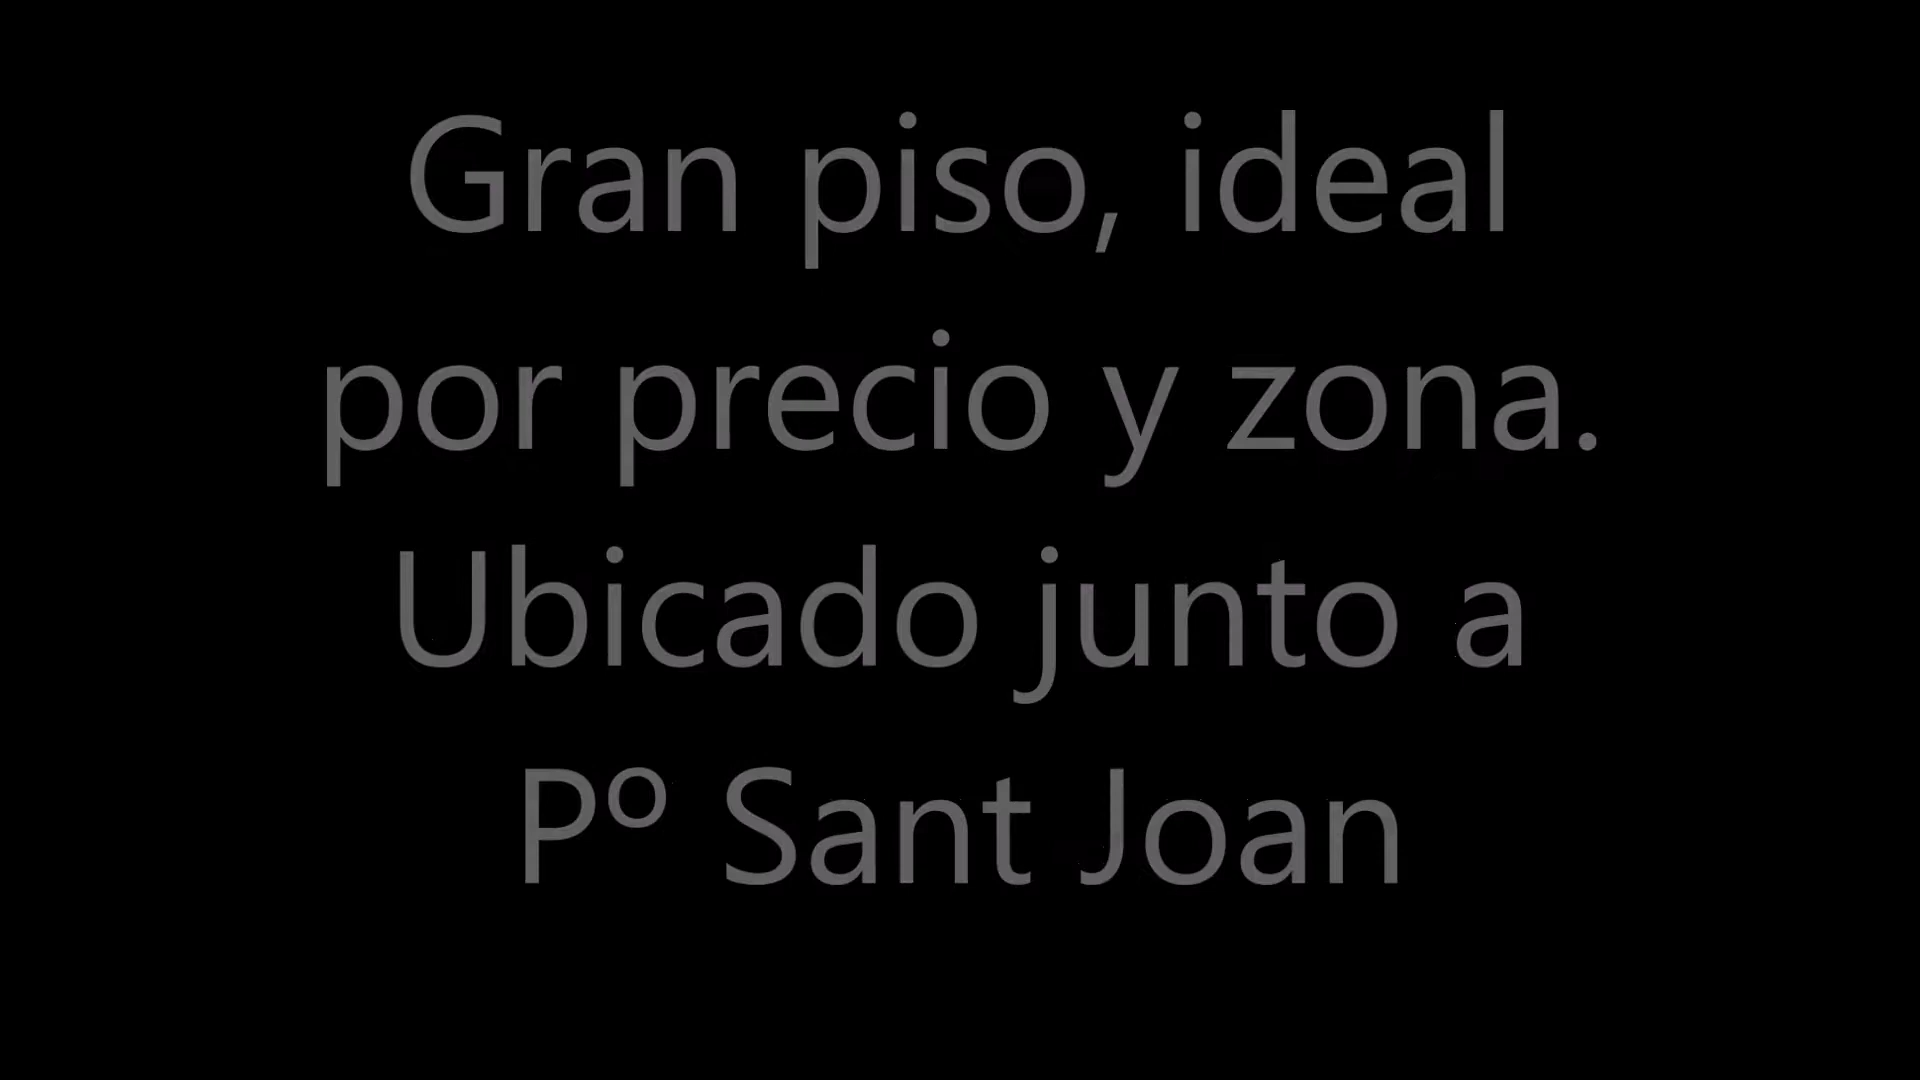 Gran piso, ideal
por precio y zona.
Ubicado junto a
Pº Sant Joan